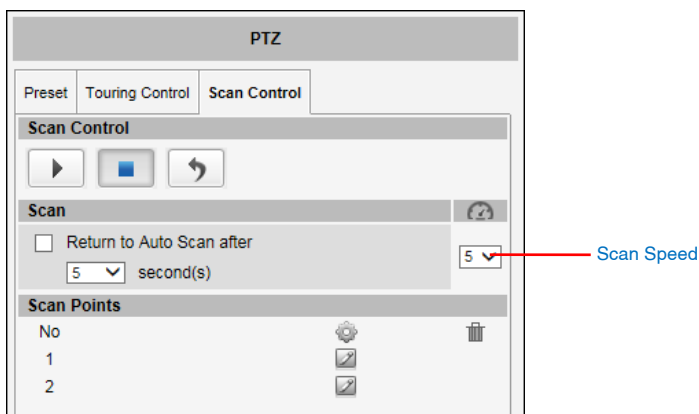 PTZ
Preset Touring Control Scan Control
Scan Control
Scan
Return to Auto Scan after
5 second(s)
5
Scan Speed
Scan Points
No
1
2